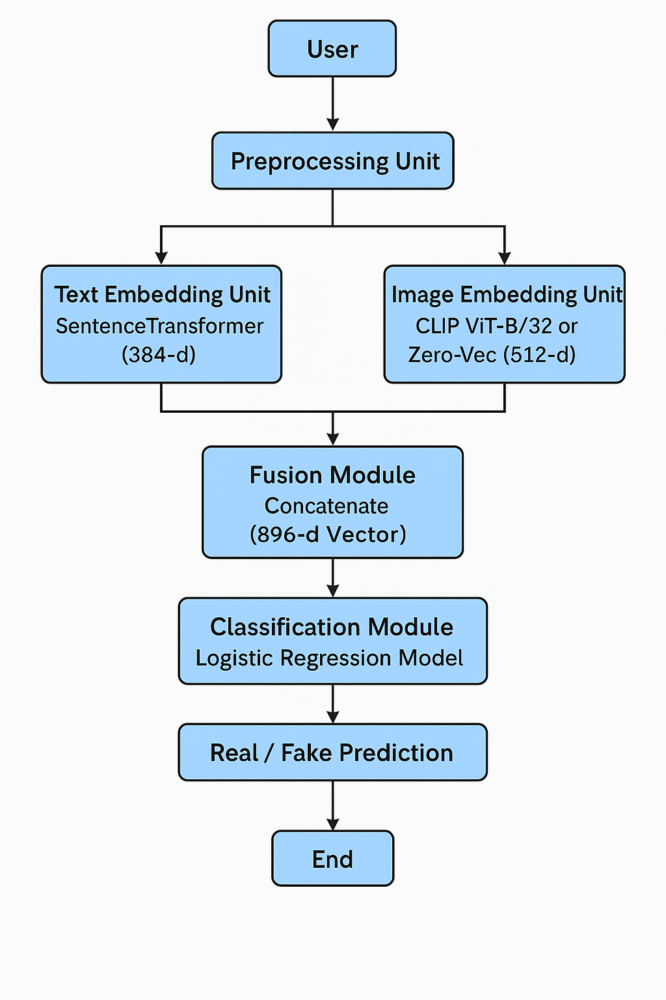 User
Preprocessing Unit
Text Embedding Unit
SentenceTransformer
(384-d)
Image Embedding Unit
CLIP ViT-B/32 or
Zero-Vec (512-d)
Fusion Module
Concatenate
(896-d Vector)
Classification Module
Logistic Regression Model
Real / Fake Prediction
End